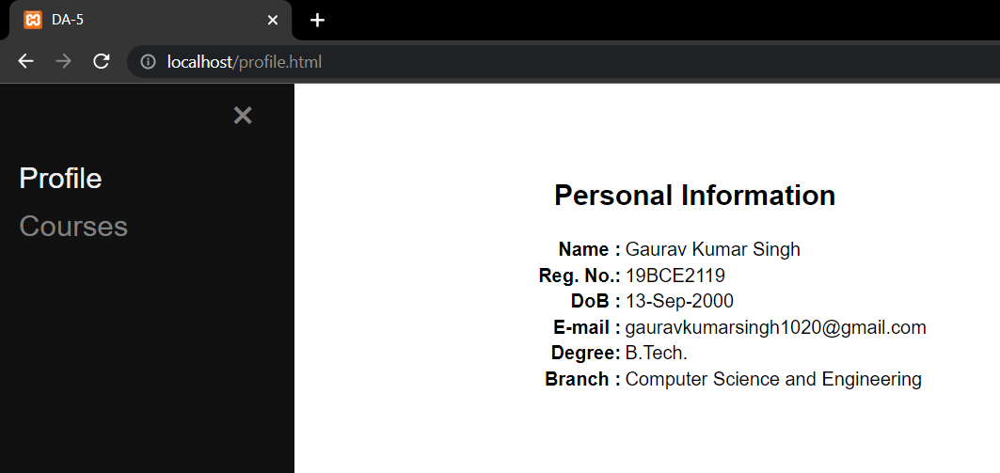 DA-5
localhost/profile.html
Profile
Courses
Personal Information
Name : Gaurav Kumar Singh
Reg. No.: 19BCE2119
DoB : 13-Sep-2000
E-mail : gauravkumarsingh1020@gmail.com
Degree: B.Tech.
Branch : Computer Science and Engineering